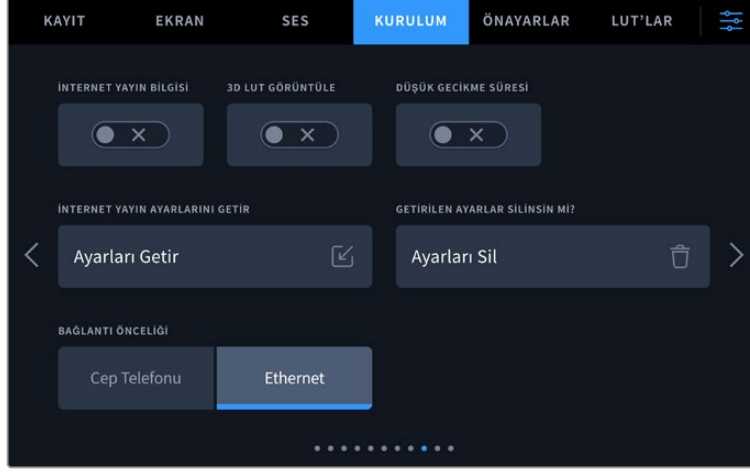 KAYIT EKRAN SES KURULUM ÖNAYARLAR LUT'LAR
İNTERNET YAYIN BİLGİSİ 3D LUT GÖRÜNTÜLE DÜŞÜK GECİKME SÜRESİ
İNTERNET YAYIN AYARLARINI GETİR GETİRİLEN AYARLAR SİLİNSİN Mİ?
Ayarları Getir Ayarları Sil
BAĞLANTI ÖNCELİĞİ
Cep Telefonu Ethernet